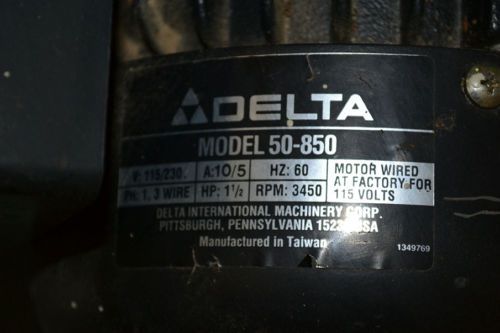 DELTA
MODEL 50-850
V: 115/230 A:10/5 HZ: 60
PH: 1, 3 WIRE HP: 1½ RPM: 3450
MOTOR WIRED
AT FACTORY FOR
115 VOLTS
DELTA INTERNATIONAL MACHINERY CORP.
PITTSBURGH, PENNSYLVANIA USA
Manufactured in Taiwan
1349769